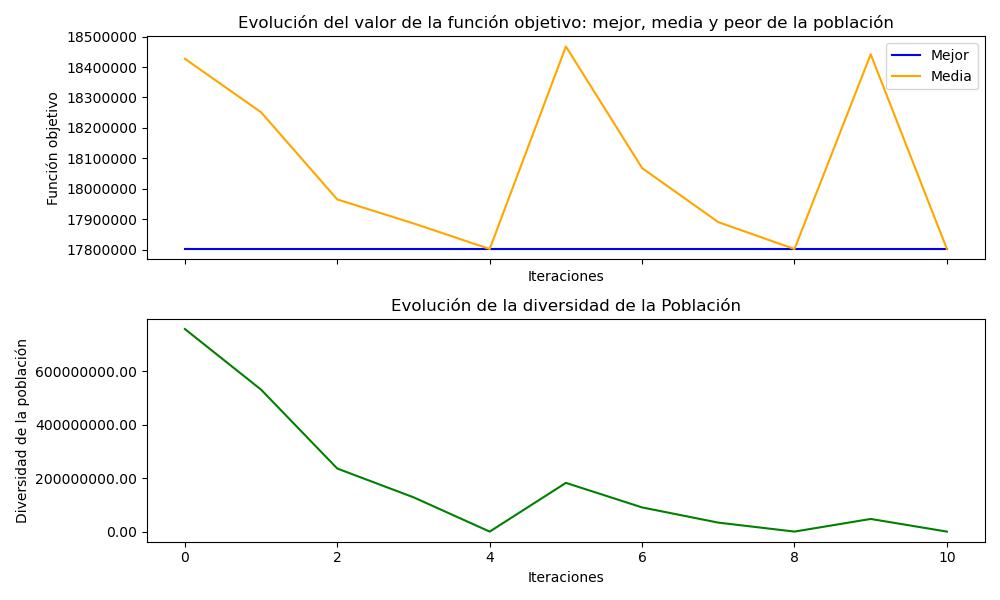 Evolución del valor de la función objetivo: mejor, media y peor de la población
18500000
18400000
18300000
18200000
18100000
18000000
17900000
17800000
Función objetivo
Mejor
Media
Iteraciones
Evolución de la diversidad de la Población
600000000.00
400000000.00
200000000.00
0.00
Diversidad de la población
0 2 4 6 8 10
Iteraciones